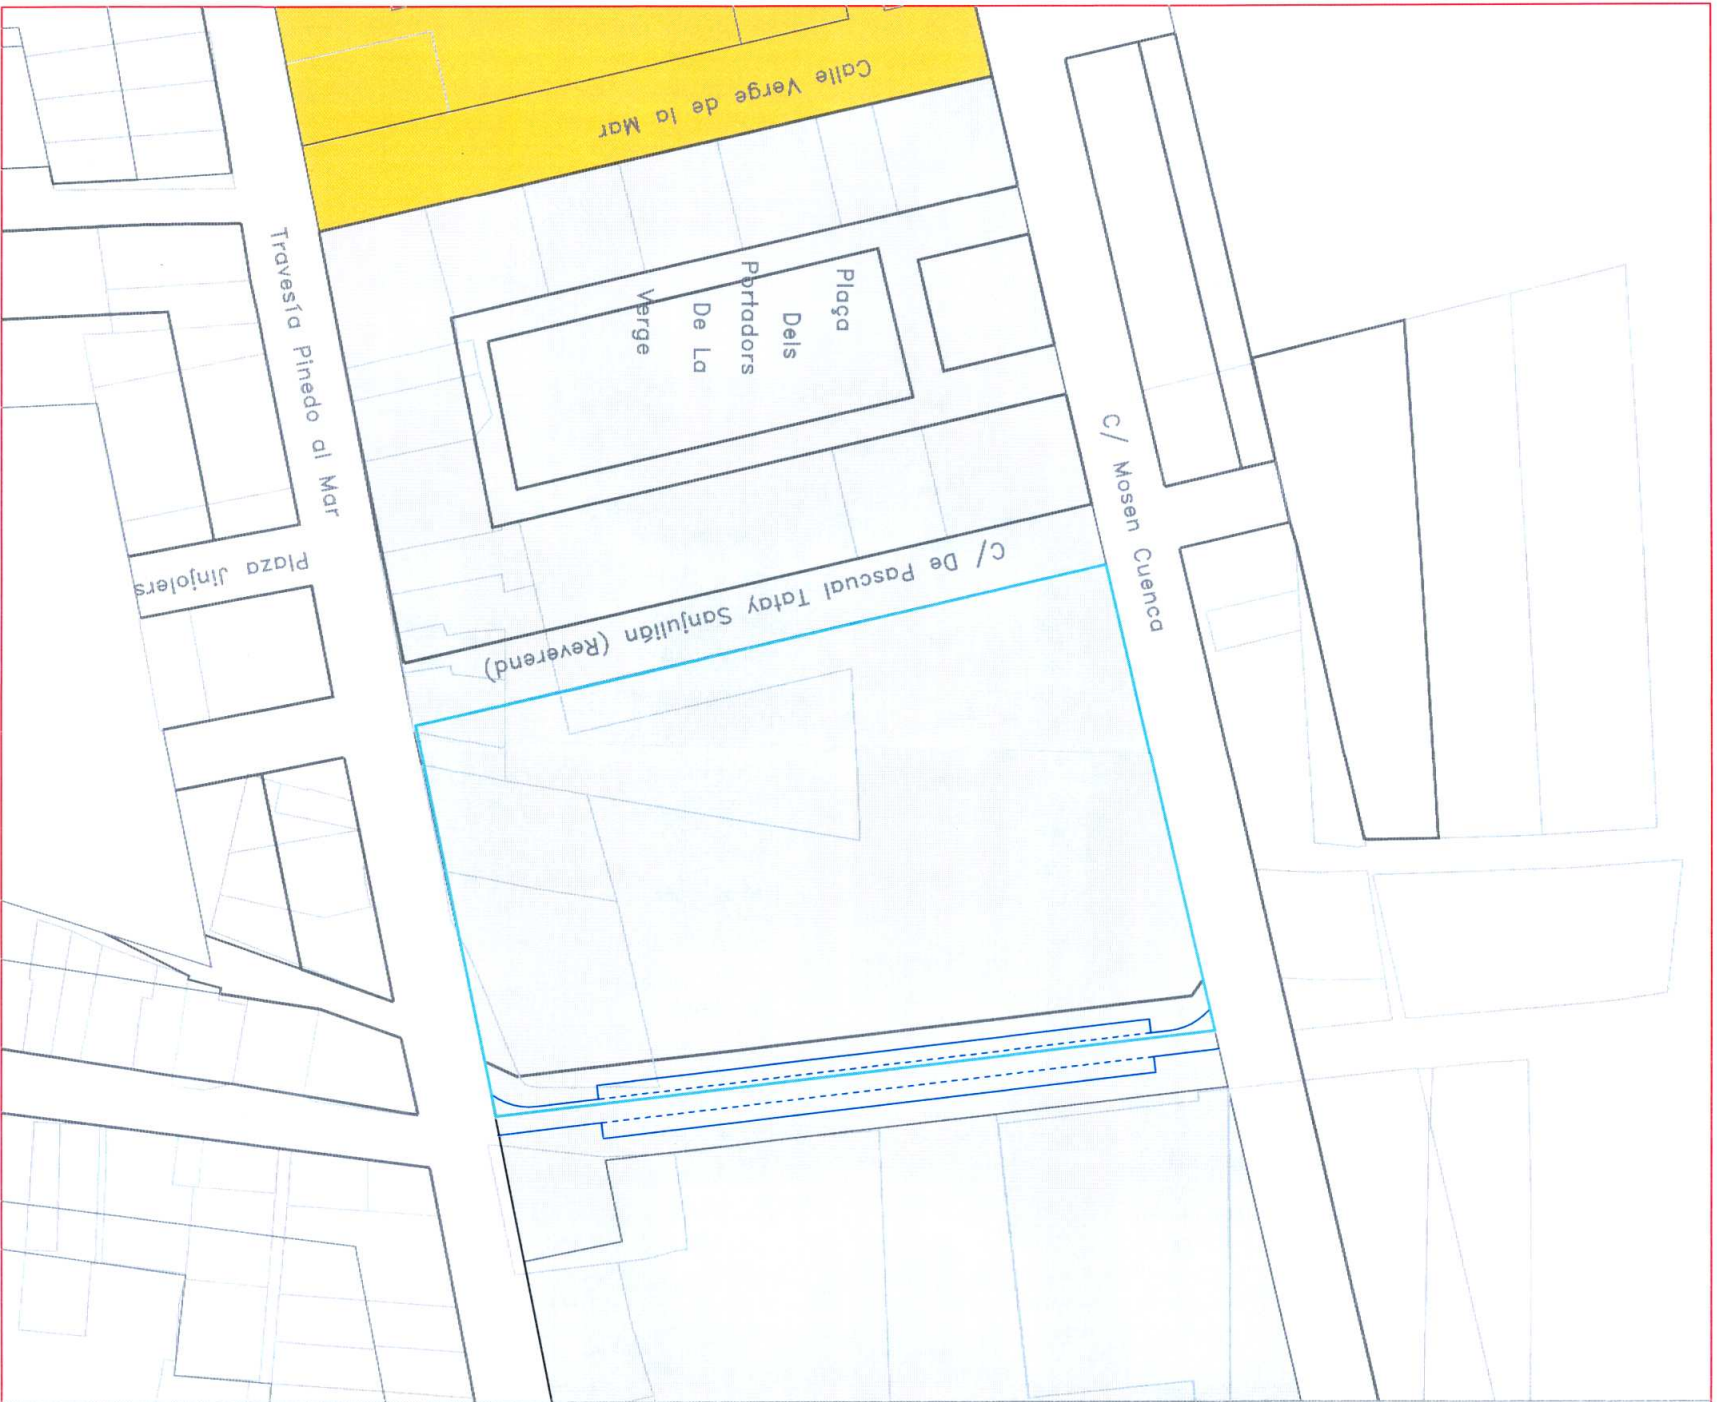 Calle Verge de la Mar
Travesía Pinedo al Mar
Plaça
Dels
Portadors
De La
Verge
C/ Mosen Cuenca
C/ De Pascual Tatay Sanjulián (Reverend)
Plaza Jinjolers